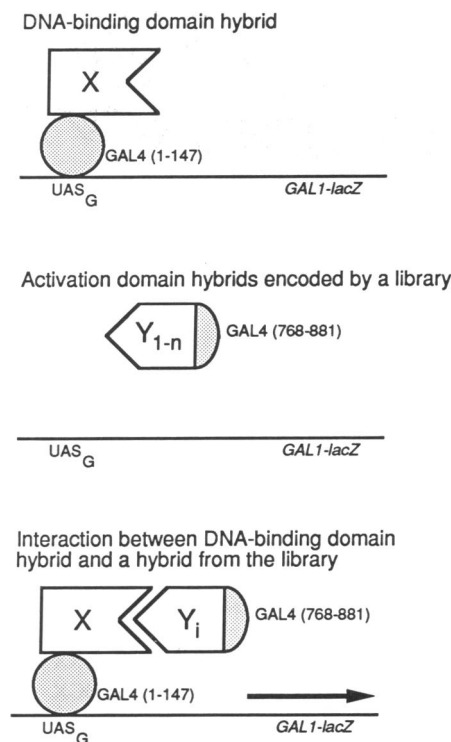 DNA-binding domain hybrid
X
GAL4 (1-147)
UAS G
GAL1-lacZ
Activation domain hybrids encoded by a library
Y 1-n
GAL4 (768-881)
UAS G
GAL1-lacZ
Interaction between DNA-binding domain
hybrid and a hybrid from the library
X
Y i
GAL4 (768-881)
GAL4 (1-147)
UAS G
GAL1-lacZ